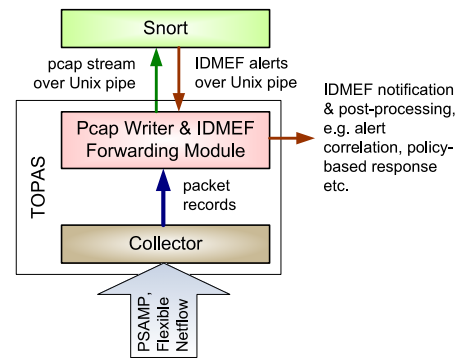 Snort
pcap stream
over Unix pipe
IDMEF alerts
over Unix pipe
IDMEF notification
& post-processing,
e.g. alert
correlation, policy-
based response
etc.
Pcap Writer & IDMEF
Forwarding Module
TOPAS
packet
records
Collector
PSAMP,
Flexible
Netflow